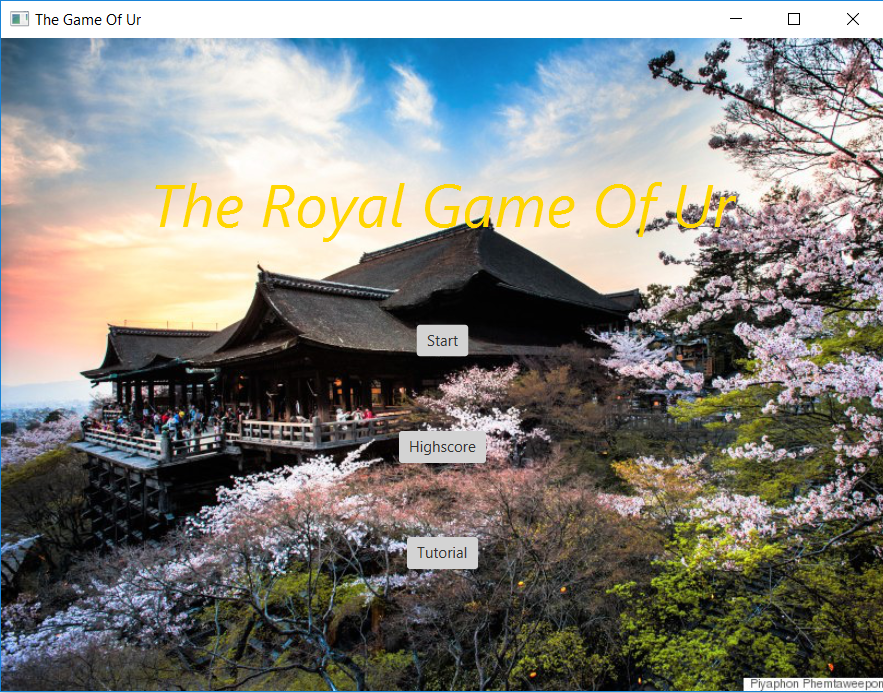 The Game Of Ur
The Royal Game Of Ur
Start
Highscore
Tutorial
Piyaphon Phemtaweepon